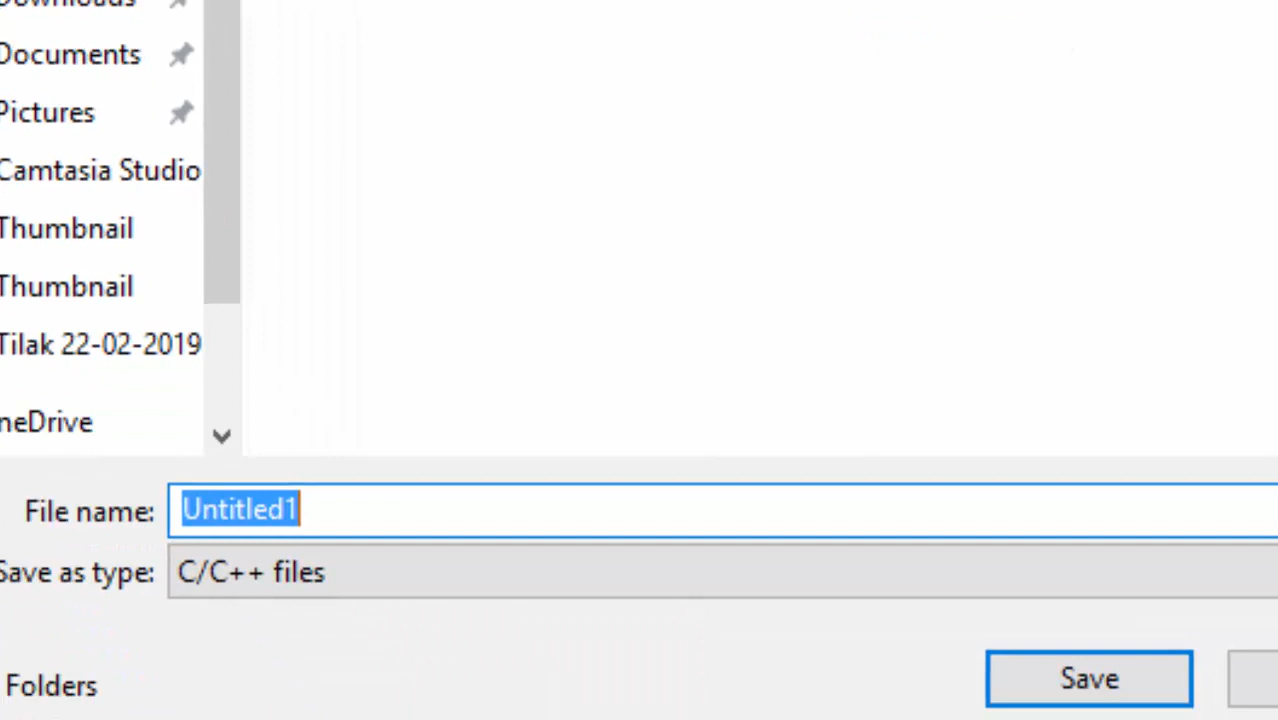 Downloads
Documents
Pictures
Camtasia Studio
Thumbnail
Thumbnail
Tilak 22-02-2019
neDrive
File name: Untitled1
Save as type: C/C++ files
Folders
Save